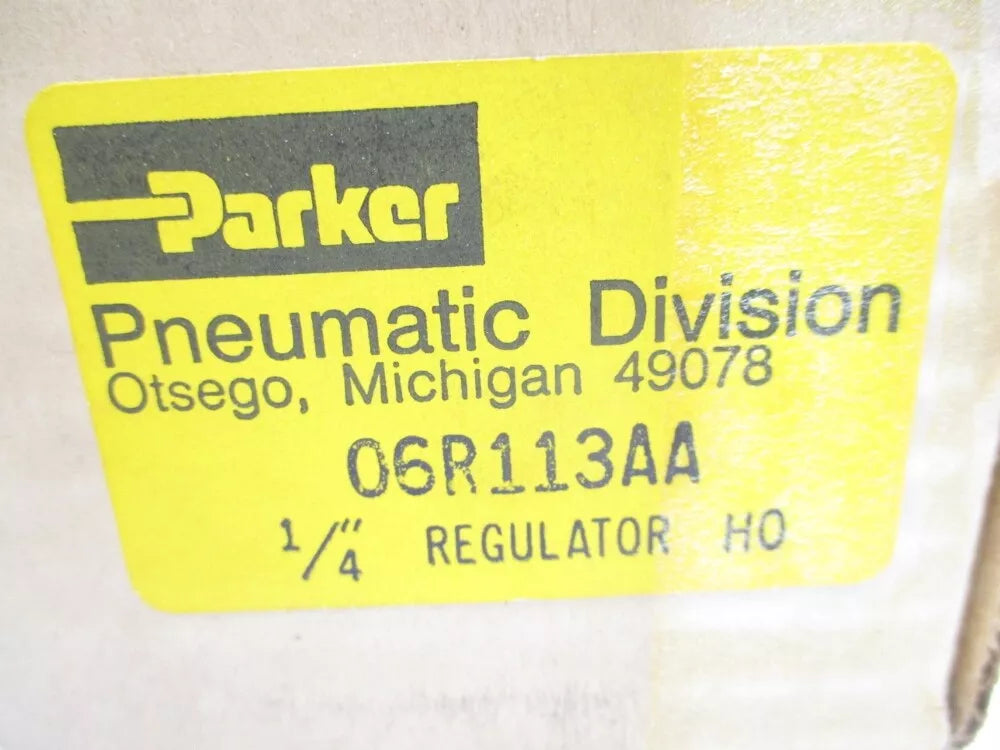 Parker
Pneumatic Division
Otsego, Michigan 49078
06R113AA
1/4" REGULATOR HO